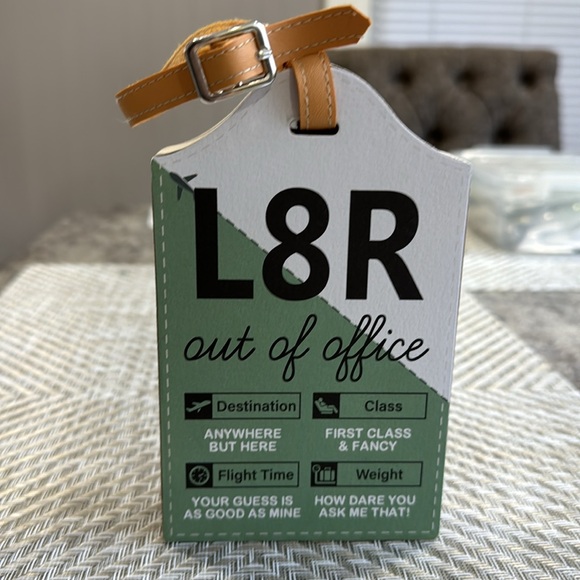 L8R
out of office
Destination
ANYWHERE
BUT HERE
Class
FIRST CLASS
& FANCY
Flight Time
YOUR GUESS IS
AS GOOD AS MINE
Weight
HOW DARE YOU
ASK ME THAT!